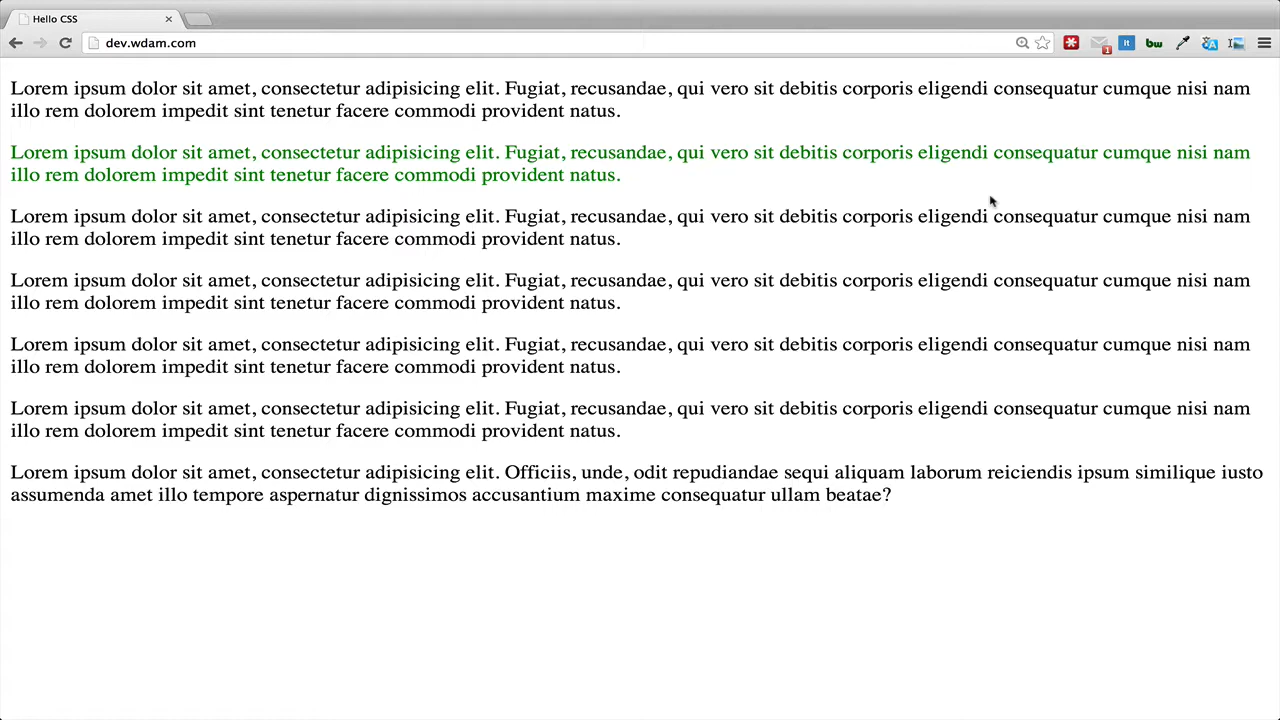 Hello CSS
dev.wdam.com
1
lt
bw
Lorem ipsum dolor sit amet, consectetur adipisicing elit. Fugiat, recusandae, qui vero sit debitis corporis eligendi consequatur cumque nisi nam
illo rem dolorem impedit sint tenetur facere commodi provident natus.
Lorem ipsum dolor sit amet, consectetur adipisicing elit. Fugiat, recusandae, qui vero sit debitis corporis eligendi consequatur cumque nisi nam
illo rem dolorem impedit sint tenetur facere commodi provident natus.
Lorem ipsum dolor sit amet, consectetur adipisicing elit. Fugiat, recusandae, qui vero sit debitis corporis eligendi consequatur cumque nisi nam
illo rem dolorem impedit sint tenetur facere commodi provident natus.
Lorem ipsum dolor sit amet, consectetur adipisicing elit. Fugiat, recusandae, qui vero sit debitis corporis eligendi consequatur cumque nisi nam
illo rem dolorem impedit sint tenetur facere commodi provident natus.
Lorem ipsum dolor sit amet, consectetur adipisicing elit. Fugiat, recusandae, qui vero sit debitis corporis eligendi consequatur cumque nisi nam
illo rem dolorem impedit sint tenetur facere commodi provident natus.
Lorem ipsum dolor sit amet, consectetur adipisicing elit. Fugiat, recusandae, qui vero sit debitis corporis eligendi consequatur cumque nisi nam
illo rem dolorem impedit sint tenetur facere commodi provident natus.
Lorem ipsum dolor sit amet, consectetur adipisicing elit. Officiis, unde, odit repudiandae sequi aliquam laborum reiciendis ipsum similique iusto
assumenda amet illo tempore aspernatur dignissimos accusantium maxime consequatur ullam beatae?